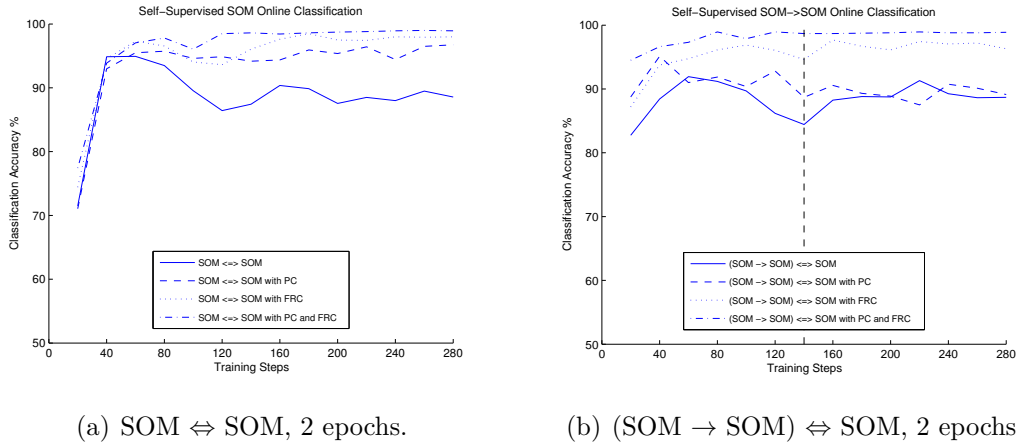 Self−Supervised SOM Online Classification
Classification Accuracy %
100
90
80
70
60
50
SOM <=> SOM
SOM <=> SOM with PC
SOM <=> SOM with FRC
SOM <=> SOM with PC and FRC
0 40 80 120 160 200 240 280
Training Steps
(a) SOM ⇔ SOM, 2 epochs.
Self−Supervised SOM−>SOM Online Classification
Classification Accuracy %
100
90
80
70
60
50
(SOM −> SOM) <=> SOM
(SOM −> SOM) <=> SOM with PC
(SOM −> SOM) <=> SOM with FRC
(SOM −> SOM) <=> SOM with PC and FRC
0 40 80 120 160 200 240 280
Training Steps
(b) (SOM → SOM) ⇔ SOM, 2 epochs